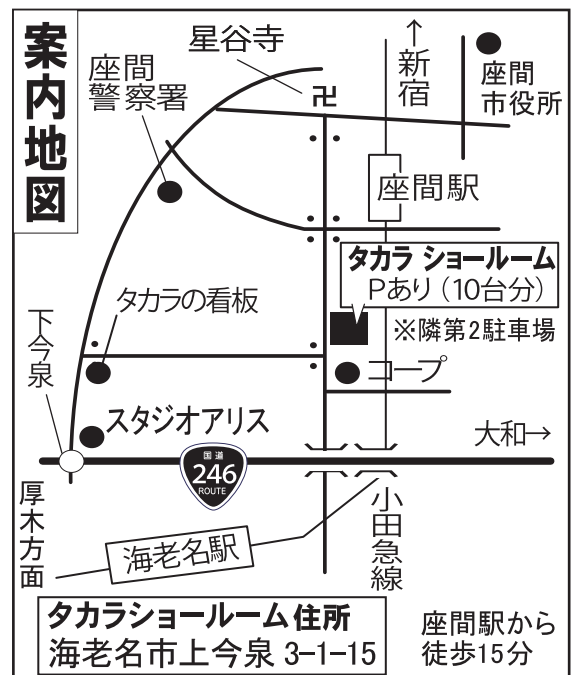 案内地図
星谷寺
座間
警察署
卍
↑新宿
座間
市役所
座間駅
タカラ ショールーム
Pあり（10台分）
※隣第2駐車場
タカラの看板
下今泉
コープ
スタジオアリス
大和→
国道
246
ROUTE
厚木方面
海老名駅
小田急線
タカラショールーム住所
海老名市上今泉 3-1-15
座間駅から
徒歩15分